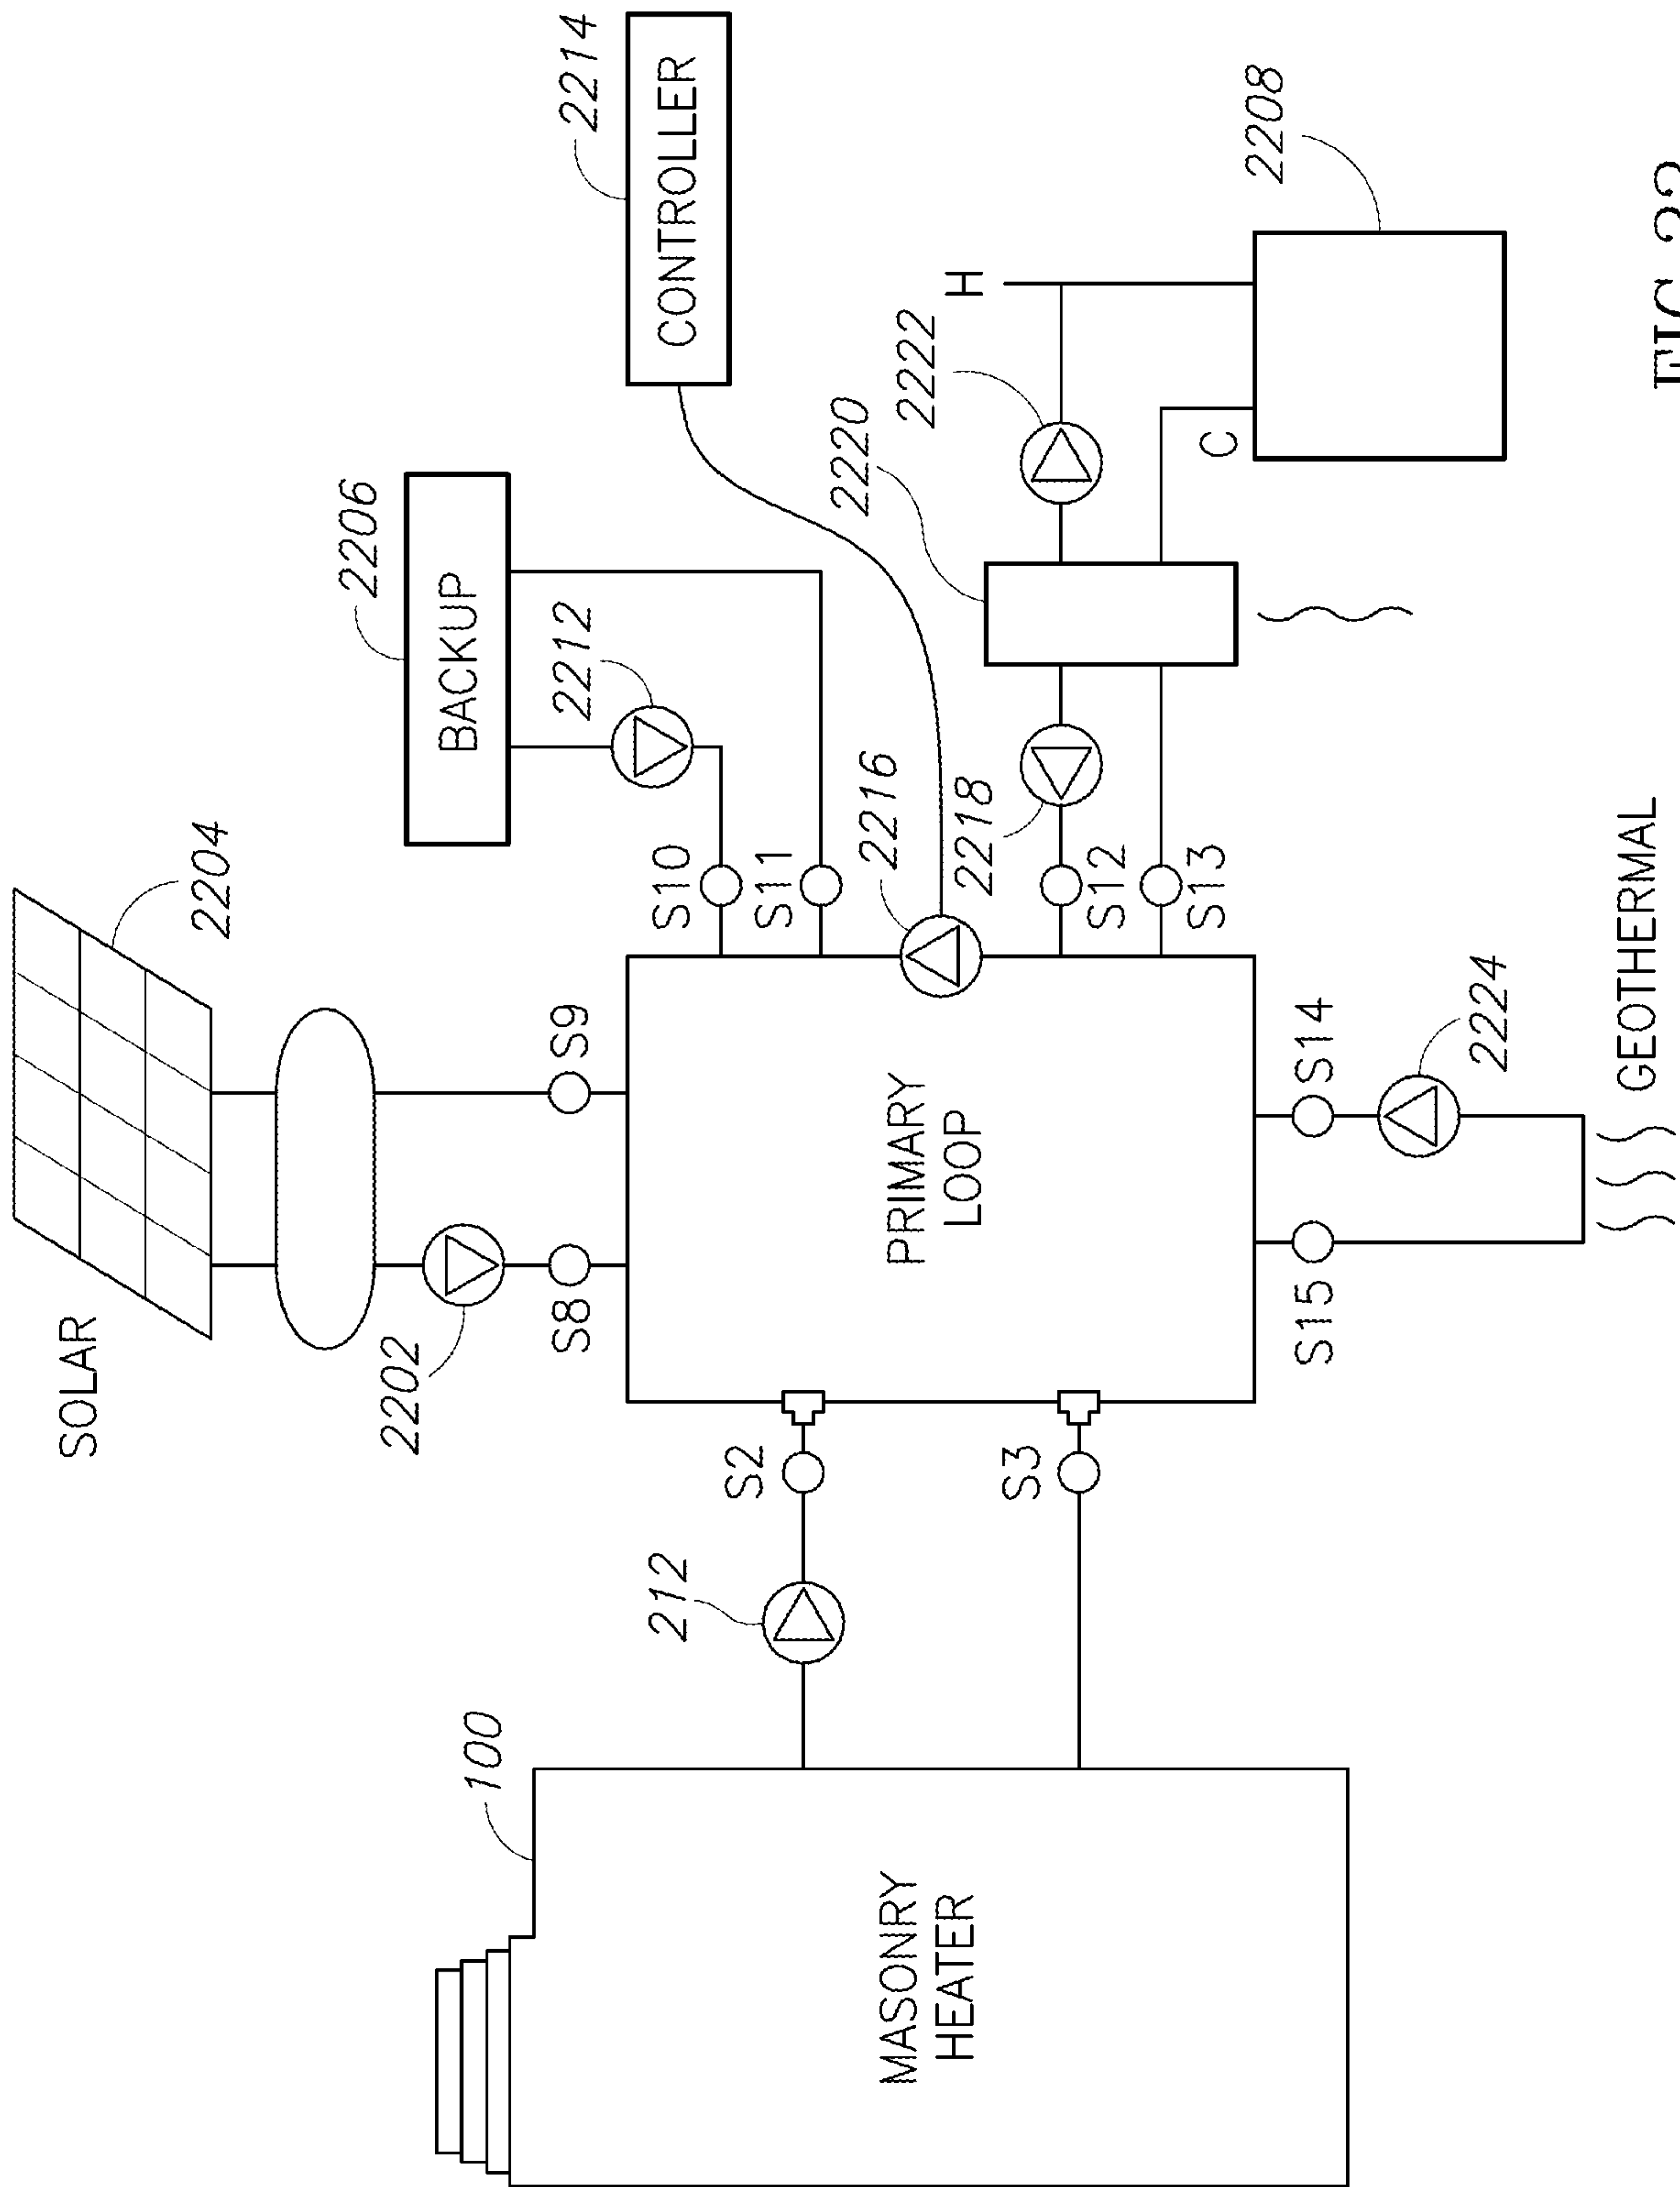 SOLAR
2204
2206
2202
BACKUP
100
S8
S9
2212
2214
212
S10
CONTROLLER
S2
S11
2220
2216
MASONRY
HEATER
PRIMARY
LOOP
2222
H
2218
S3
S12
S13
C
2208
S15
S14
2224
GEOTHERMAL